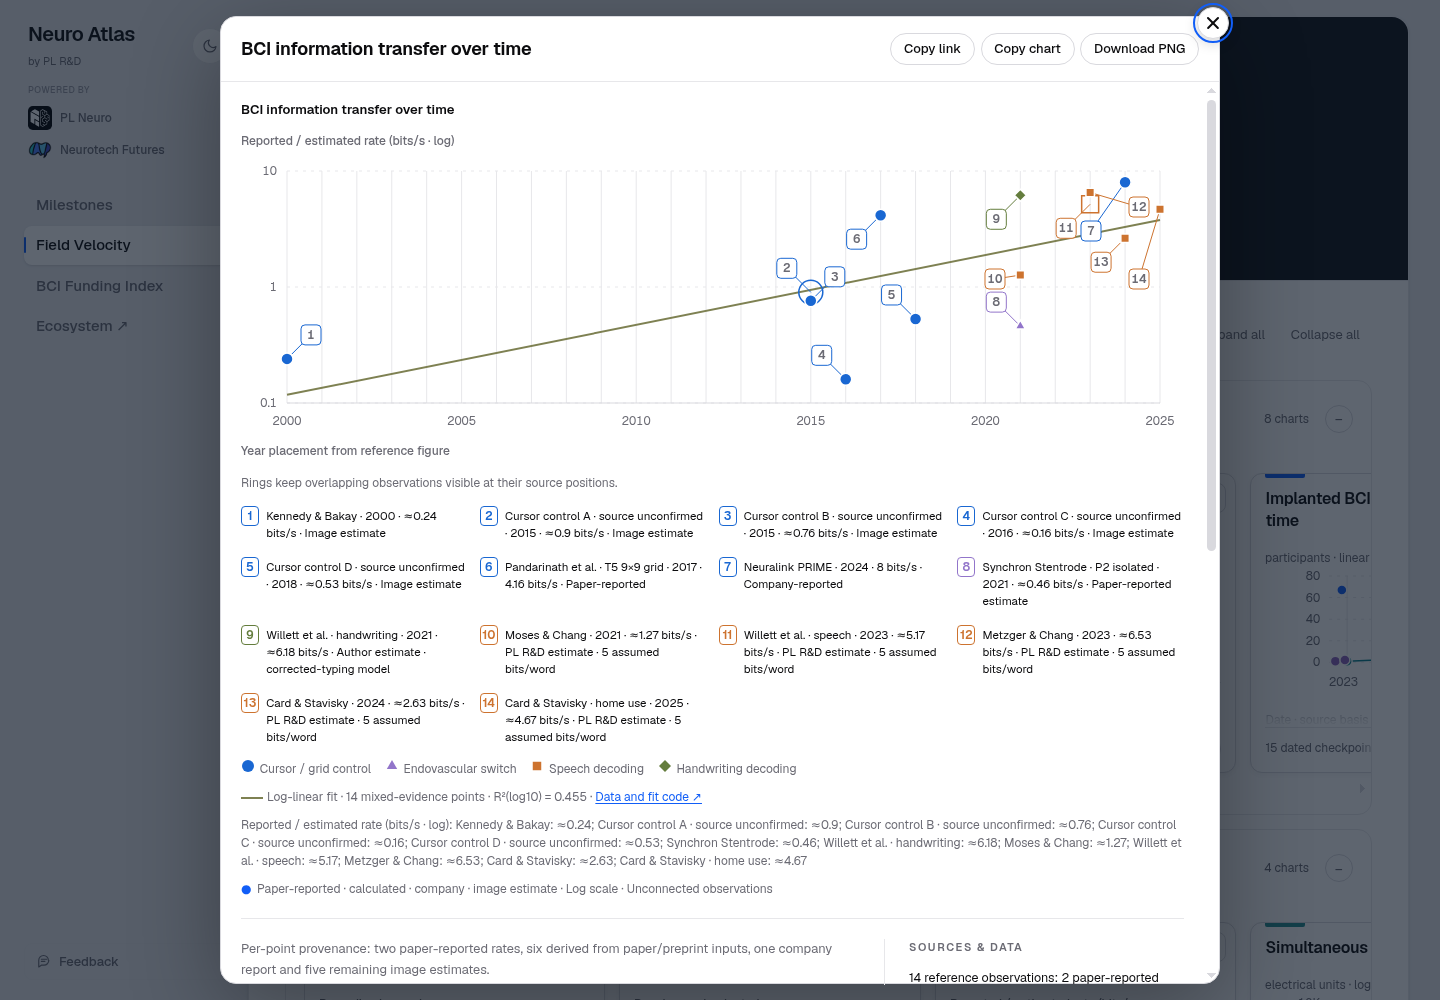 Neuro Atlas
by PL R&D
POWERED BY
PL Neuro
Neurotech Futures
Milestones
Field Velocity
BCI Funding Index
Ecosystem ↗
Feedback
BCI information transfer over time
Copy link
Copy chart
Download PNG
BCI information transfer over time
Reported / estimated rate (bits/s · log)
10
1
0.1
1
2
3
4
5
6
7
8
9
10
11
12
13
14
2000
2005
2010
2015
2020
2025
Year placement from reference figure
Rings keep overlapping observations visible at their source positions.
1 Kennedy & Bakay · 2000 · ≈0.24
bits/s · Image estimate
2 Cursor control A · source unconfirmed
· 2015 · ≈0.9 bits/s · Image estimate
3 Cursor control B · source unconfirmed
· 2015 · ≈0.76 bits/s · Image estimate
4 Cursor control C · source unconfirmed
· 2016 · ≈0.16 bits/s · Image estimate
5 Cursor control D · source unconfirmed
· 2018 · ≈0.53 bits/s · Image estimate
6 Pandarinath et al. · T5 9×9 grid · 2017 ·
4.16 bits/s · Paper-reported
7 Neuralink PRIME · 2024 · 8 bits/s ·
Company-reported
8 Synchron Stentrode · P2 isolated ·
2021 · ≈0.46 bits/s · Paper-reported
estimate
9 Willett et al. · handwriting · 2021 ·
≈6.18 bits/s · Author estimate ·
corrected-typing model
10 Moses & Chang · 2021 · ≈1.27 bits/s ·
PL R&D estimate · 5 assumed
bits/word
11 Willett et al. · speech · 2023 · ≈5.17
bits/s · PL R&D estimate · 5 assumed
bits/word
12 Metzger & Chang · 2023 · ≈6.53
bits/s · PL R&D estimate · 5 assumed
bits/word
13 Card & Stavisky · 2024 · ≈2.63 bits/s ·
PL R&D estimate · 5 assumed
bits/word
14 Card & Stavisky · home use · 2025 ·
≈4.67 bits/s · PL R&D estimate · 5
assumed bits/word
Cursor / grid control
Endovascular switch
Speech decoding
Handwriting decoding
Log-linear fit · 14 mixed-evidence points · R²(log10) = 0.455 · Data and fit code ↗
Reported / estimated rate (bits/s · log): Kennedy & Bakay: ≈0.24; Cursor control A · source unconfirmed: ≈0.9; Cursor control B · source unconfirmed: ≈0.76; Cursor control
C · source unconfirmed: ≈0.16; Cursor control D · source unconfirmed: ≈0.53; Synchron Stentrode: ≈0.46; Willett et al. · handwriting: ≈6.18; Moses & Chang: ≈1.27; Willett et
al. · speech: ≈5.17; Metzger & Chang: ≈6.53; Card & Stavisky: ≈2.63; Card & Stavisky · home use: ≈4.67
Paper-reported · calculated · company · image estimate · Log scale · Unconnected observations
Per-point provenance: two paper-reported rates, six derived from paper/preprint inputs, one company
report and five remaining image estimates.
SOURCES & DATA
14 reference observations: 2 paper-reported
all
Collapse all
8 charts
Implanted BCI
time
participants · linear
80
60
40
20
0
2023
Date · source basis
15 dated checkpoin
4 charts
Simultaneous
electrical units · log